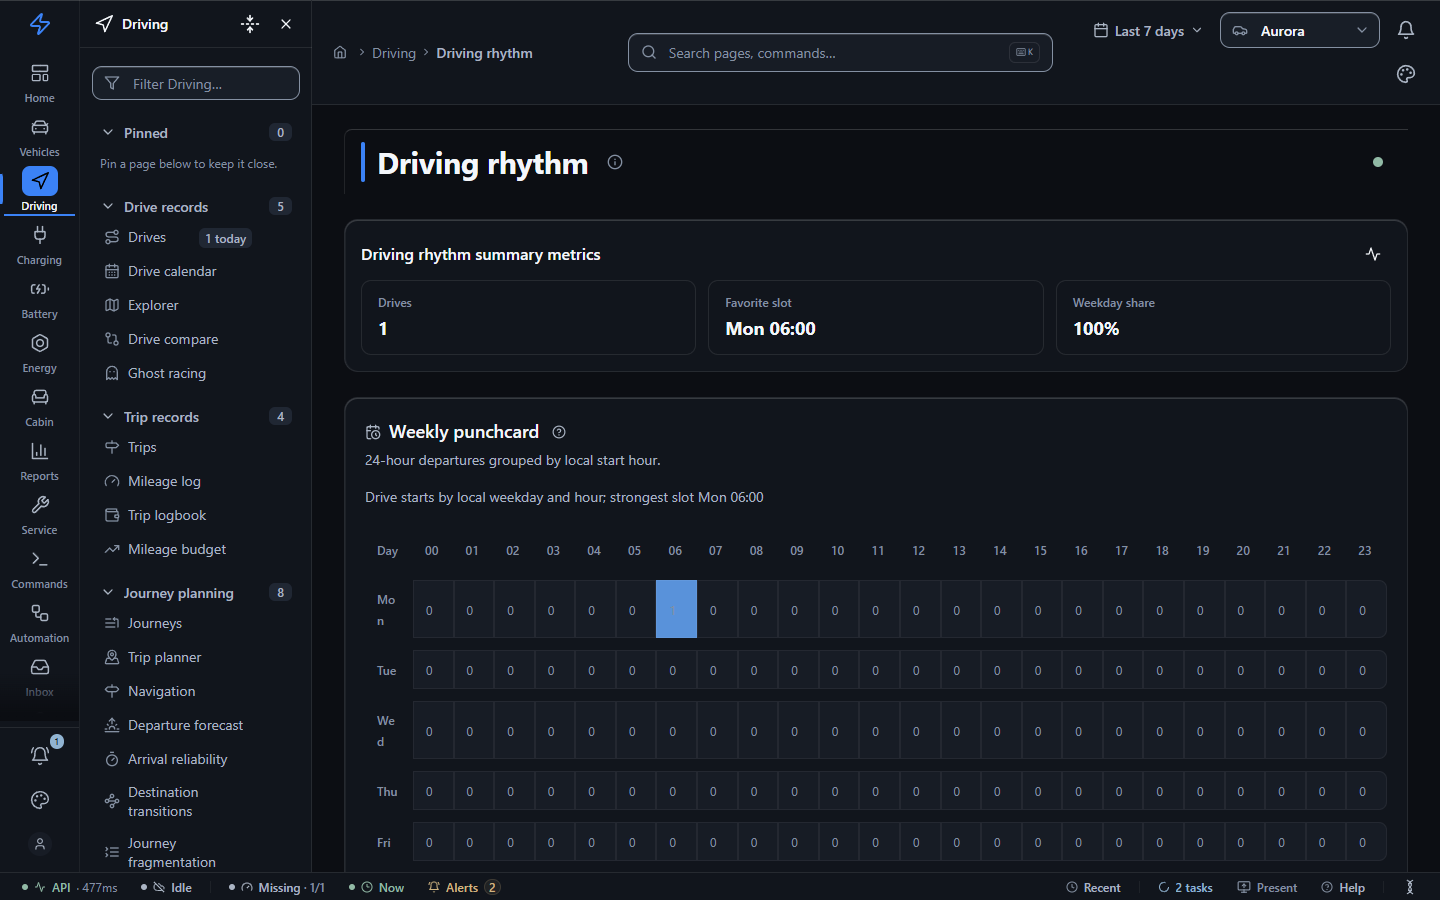 Home
Vehicles
Driving
Charging
Battery
Energy
Cabin
Reports
Service
Commands
Automation
Inbox
1
Driving
Filter Driving...
Pinned 0
Pin a page below to keep it close.
Drive records 5
Drives 1 today
Drive calendar
Explorer
Drive compare
Ghost racing
Trip records 4
Trips
Mileage log
Trip logbook
Mileage budget
Journey planning 8
Journeys
Trip planner
Navigation
Departure forecast
Arrival reliability
Destination
transitions
Journey
fragmentation
Driving Driving rhythm
Search pages, commands... K
Last 7 days Aurora
Driving rhythm
Driving rhythm summary metrics
Drives
1
Favorite slot
Mon 06:00
Weekday share
100%
Weekly punchcard
24-hour departures grouped by local start hour.
Drive starts by local weekday and hour; strongest slot Mon 06:00
Day 00 01 02 03 04 05 06 07 08 09 10 11 12 13 14 15 16 17 18 19 20 21 22 23
Mo
n
0 0 0 0 0 0 1 0 0 0 0 0 0 0 0 0 0 0 0 0 0 0 0 0
Tue 0 0 0 0 0 0 0 0 0 0 0 0 0 0 0 0 0 0 0 0 0 0 0 0
We
d
0 0 0 0 0 0 0 0 0 0 0 0 0 0 0 0 0 0 0 0 0 0 0 0
Thu 0 0 0 0 0 0 0 0 0 0 0 0 0 0 0 0 0 0 0 0 0 0 0 0
Fri 0 0 0 0 0 0 0 0 0 0 0 0 0 0 0 0 0 0 0 0 0 0 0 0
API · 477ms Idle Missing · 1/1 Now Alerts 2 Recent 2 tasks Present Help